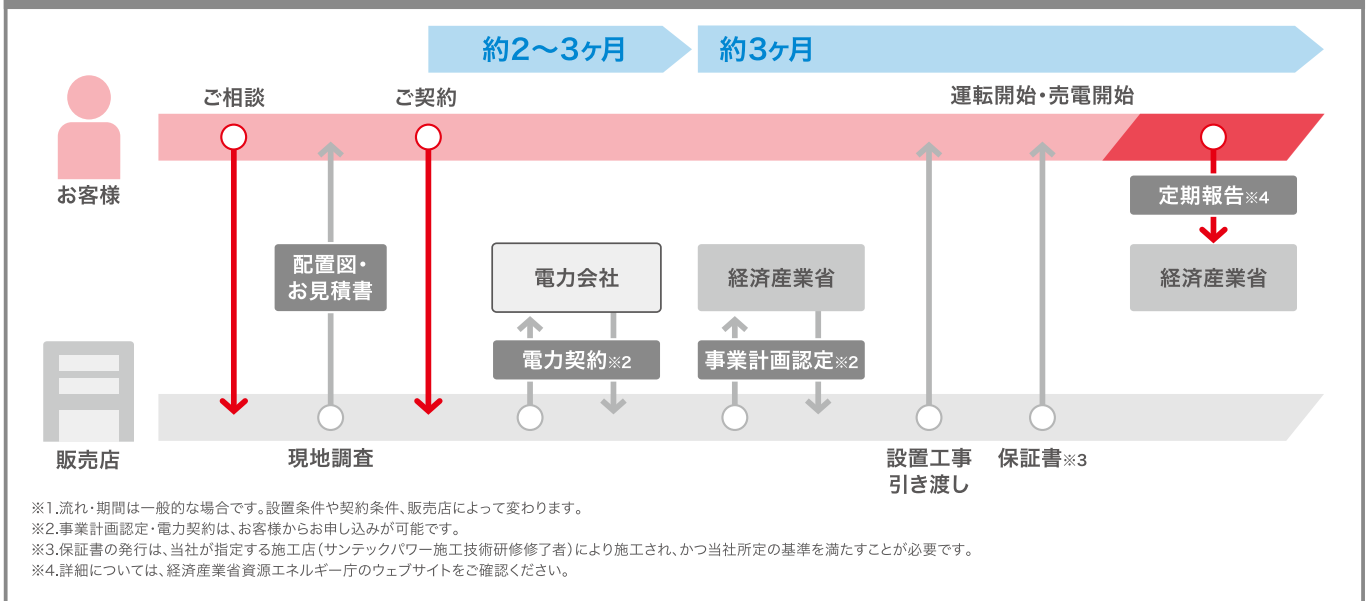 約2〜3ヶ月
約3ヶ月
ご相談
ご契約
運転開始・売電開始
お客様
定期報告※4
配置図・
お見積書
電力会社
経済産業省
経済産業省
電力契約※2
事業計画認定※2
販売店
現地調査
設置工事
引き渡し
保証書※3
※1.流れ・期間は一般的な場合です。設置条件や契約条件、販売店によって変わります。
※2.事業計画認定・電力契約は、お客様からお申し込みが可能です。
※3.保証書の発行は、当社が指定する施工店(サンテックパワー施工技術研修修了者)により施工され、かつ当社所定の基準を満たすことが必要です。
※4.詳細については、経済産業省資源エネルギー庁のウェブサイトをご確認ください。